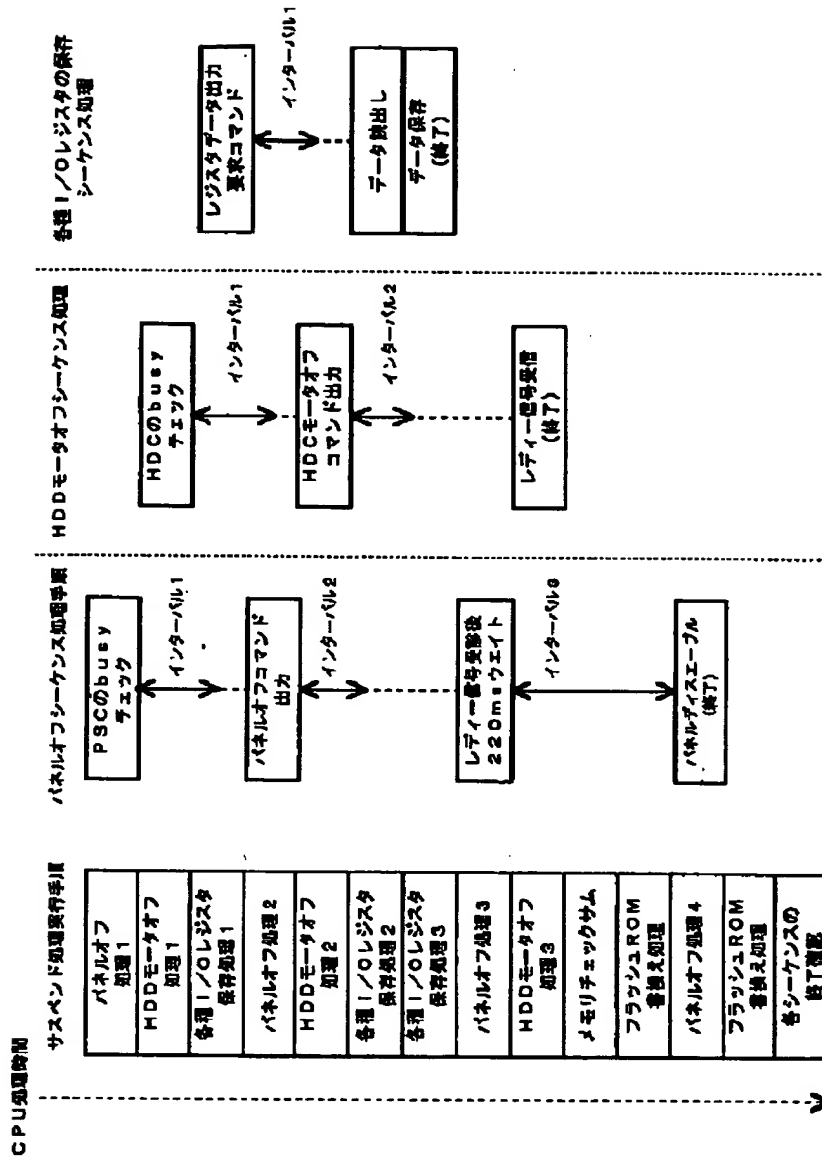 CPU処理時間
サスペンド処理実行手順
パネルオフ
処理1
HDDモータオフ
処理1
各種I/Oレジスタ
保存処理1
パネルオフ処理2
HDDモータオフ
処理2
各種I/Oレジスタ
保存処理2
各種I/Oレジスタ
保存処理3
パネルオフ処理3
HDDモータオフ
処理3
メモリチェックサム
フラッシュROM
書換え処理
パネルオフ処理4
フラッシュROM
書換え処理
各シーケンスの
終了確認
パネルオフシーケンス処理手順
PSCのbusy
チェック
インターバル1
パネルオフコマンド
出力
インターバル2
レディー信号受診後
220msウエイト
インターバル3
パネルディスエーブル
(終了)
HDDモータオフシーケンス処理
HDCのbusy
チェック
インターバル1
HDCモータオフ
コマンド出力
インターバル2
レディー信号受信
(終了)
各種I/Oレジスタの保存
シーケンス処理
レジスタデータ出力
要求コマンド
インターバル1
データ読出し
データ保存
(終了)